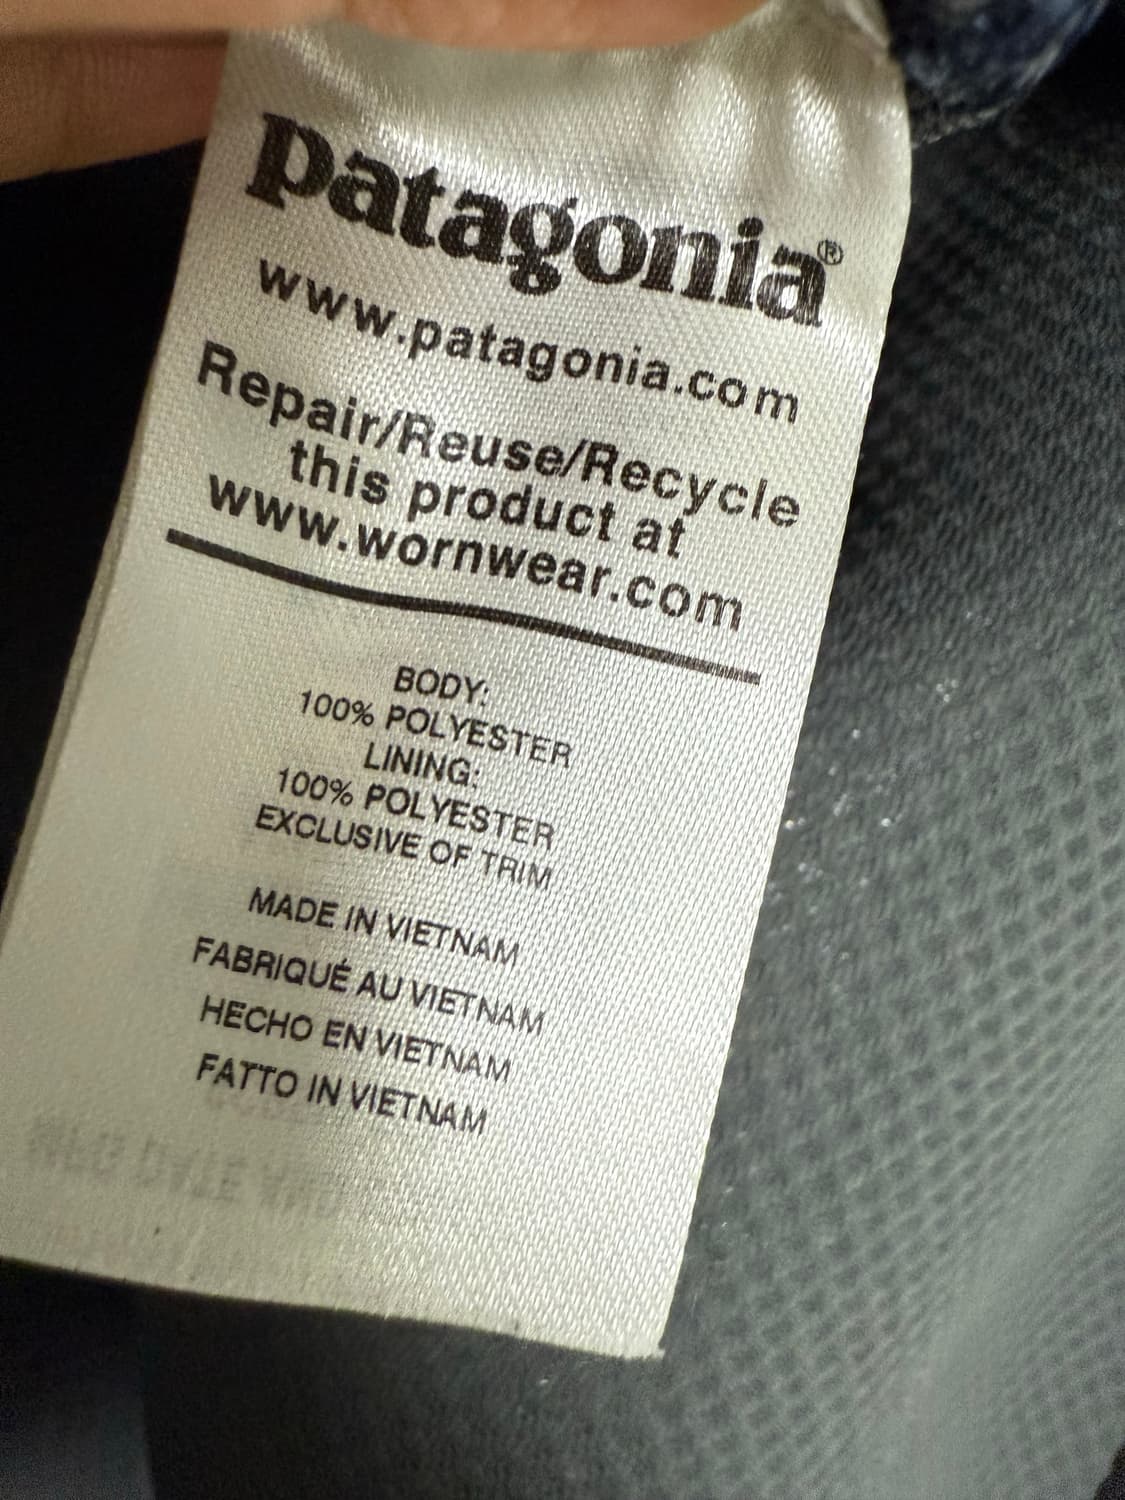 patagonia®
www.patagonia.com
Repair/Reuse/Recycle
this product at
www.wornwear.com
BODY:
100% POLYESTER
LINING:
100% POLYESTER
EXCLUSIVE OF TRIM
MADE IN VIETNAM
FABRIQUÉ AU VIETNAM
HECHO EN VIETNAM
FATTO IN VIETNAM